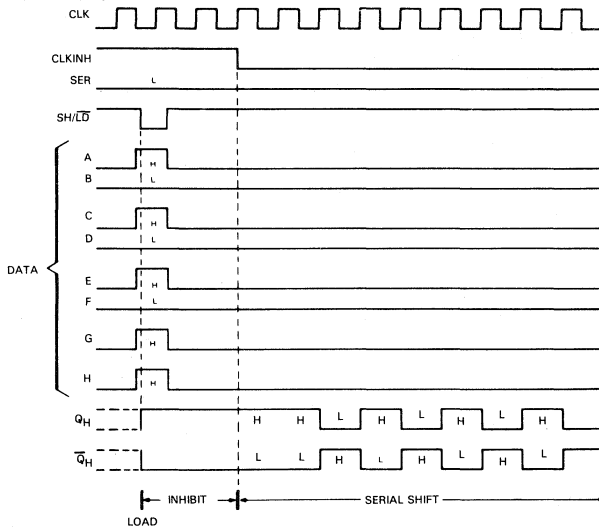 CLK
CLKINH
SER L
SH/LD
A H
B L
C H
D L
DATA
E H
F L
G H
H H
QH H H L H L H L H
QH L L H L H L H L
INHIBIT SERIAL SHIFT
LOAD